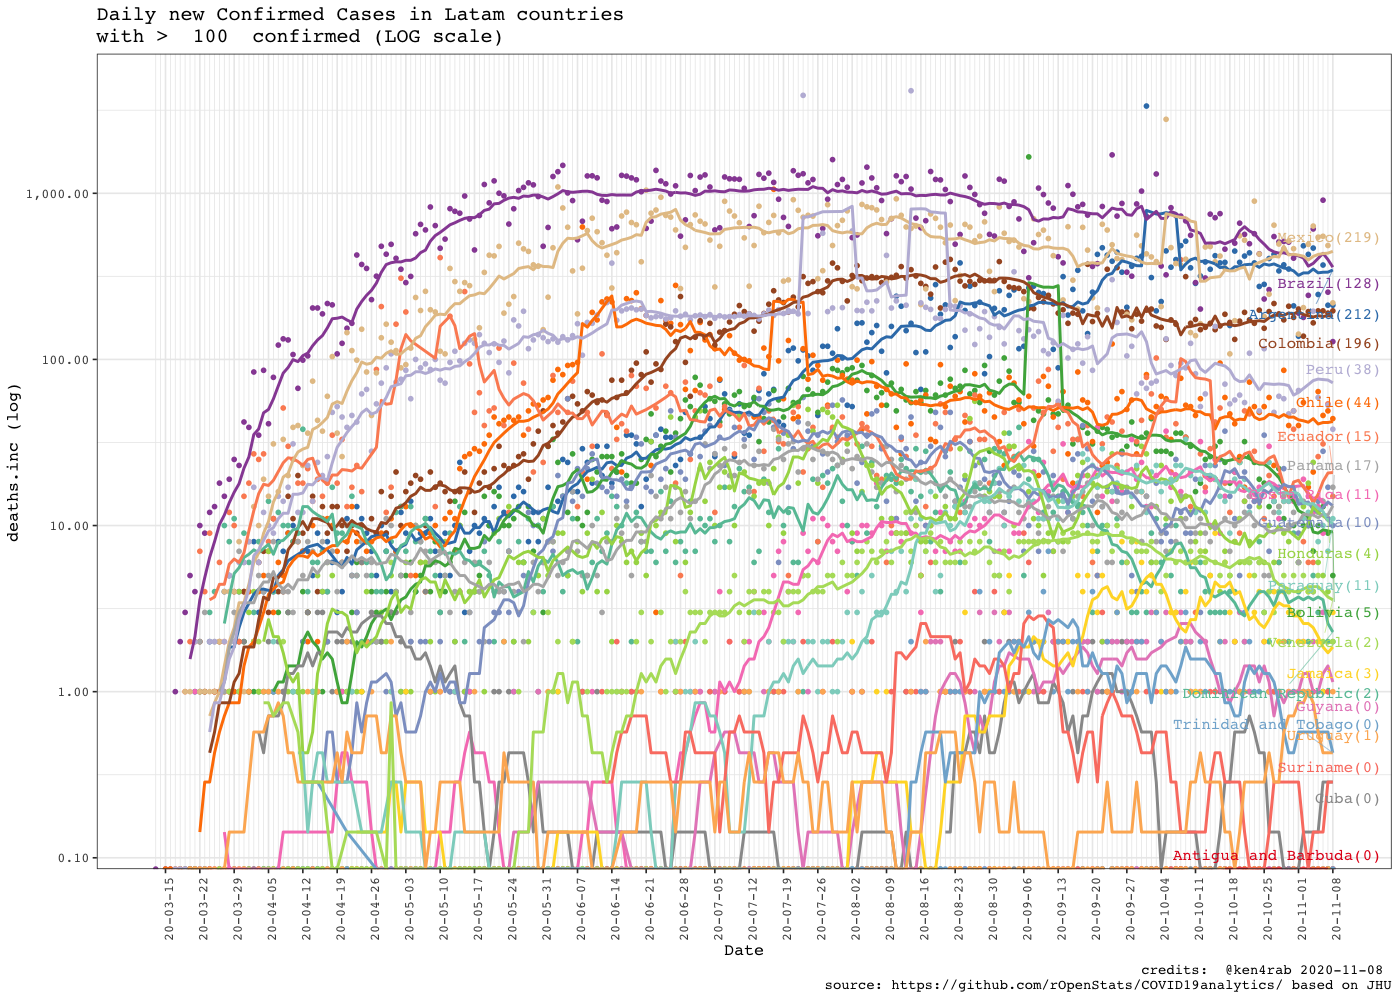 Daily new Confirmed Cases in Latam countries
with >  100  confirmed (LOG scale)
deaths.inc (log)
1,000.00
100.00
10.00
1.00
0.10
Mexico(219)
Brazil(128)
Argentina(212)
Colombia(196)
Peru(38)
Chile(44)
Ecuador(15)
Panama(17)
Costa Rica(11)
Guatemala(10)
Honduras(4)
Paraguay(11)
Bolivia(5)
Venezuela(2)
Jamaica(3)
Dominican Republic(2)
Guyana(0)
Trinidad and Tobago(0)
Uruguay(1)
Suriname(0)
Cuba(0)
Antigua and Barbuda(0)
20-03-15
20-03-22
20-03-29
20-04-05
20-04-12
20-04-19
20-04-26
20-05-03
20-05-10
20-05-17
20-05-24
20-05-31
20-06-07
20-06-14
20-06-21
20-06-28
20-07-05
20-07-12
20-07-19
20-07-26
20-08-02
20-08-09
20-08-16
20-08-23
20-08-30
20-09-06
20-09-13
20-09-20
20-09-27
20-10-04
20-10-11
20-10-18
20-10-25
20-11-01
20-11-08
Date
credits:  @ken4rab 2020-11-08
source: https://github.com/rOpenStats/COVID19analytics/ based on JHU